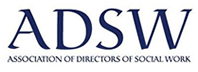 ADSW
ASSOCIATION OF DIRECTORS OF SOCIAL WORK